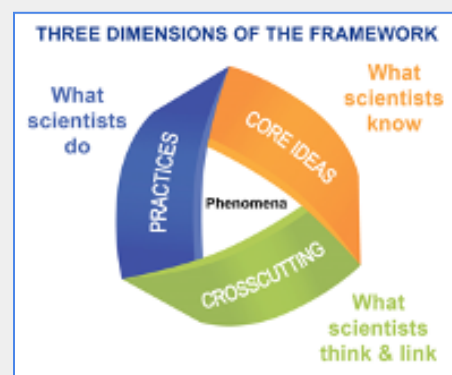 THREE DIMENSIONS OF THE FRAMEWORK
What
scientists
do
What
scientists
know
PRACTICES
CORE IDEAS
Phenomena
CROSSCUTTING
What
scientists
think & link